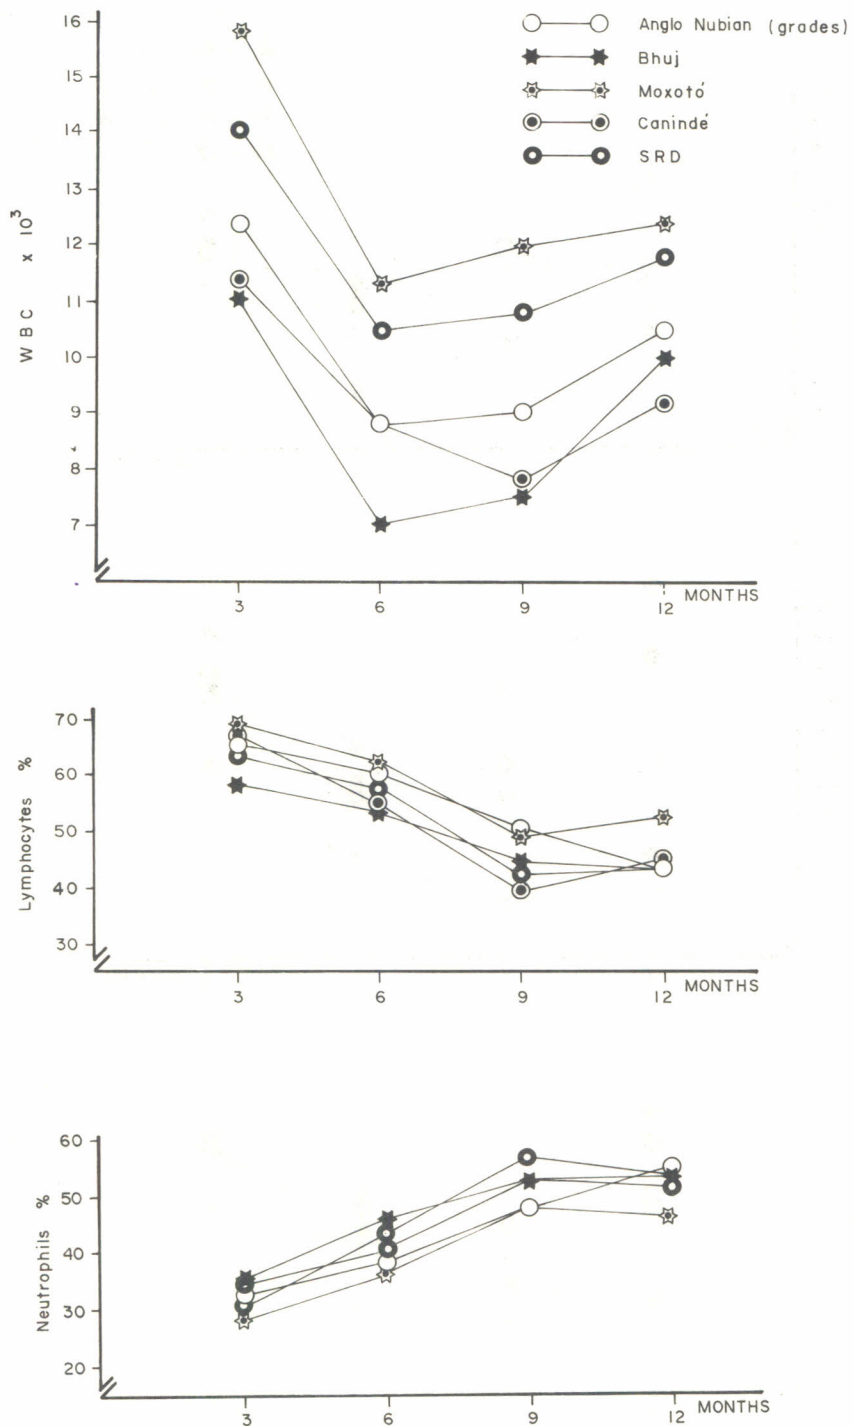 Anglo Nubian (grades)
Bhuj
Moxotó
Canindé
SRD
WBC x 10³
16
15
14
13
12
11
10
9
8
7
3 6 9 12 MONTHS
Lymphocytes %
70
60
50
40
30
3 6 9 12 MONTHS
Neutrophils %
60
50
40
30
20
3 6 9 12 MONTHS